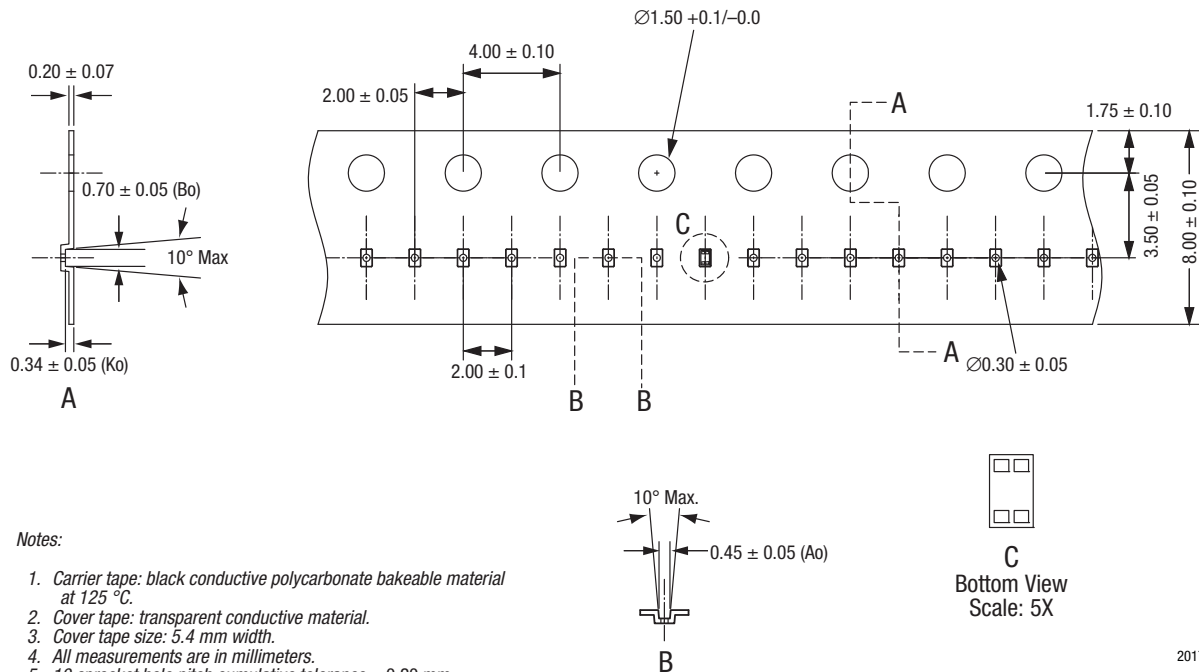 Ø1.50 +0.1/–0.0
4.00 ± 0.10
0.20 ± 0.07
2.00 ± 0.05
A
1.75 ± 0.10
0.70 ± 0.05 (Bo)
C
10° Max
3.50 ± 0.05
8.00 ± 0.10
0.34 ± 0.05 (Ko)
2.00 ± 0.1
A
Ø0.30 ± 0.05
A
B
B
10° Max.
0.45 ± 0.05 (Ao)
B
C
Bottom View
Scale: 5X
Notes:
1. Carrier tape: black conductive polycarbonate bakeable material
at 125 °C.
2. Cover tape: transparent conductive material.
3. Cover tape size: 5.4 mm width.
4. All measurements are in millimeters.
201